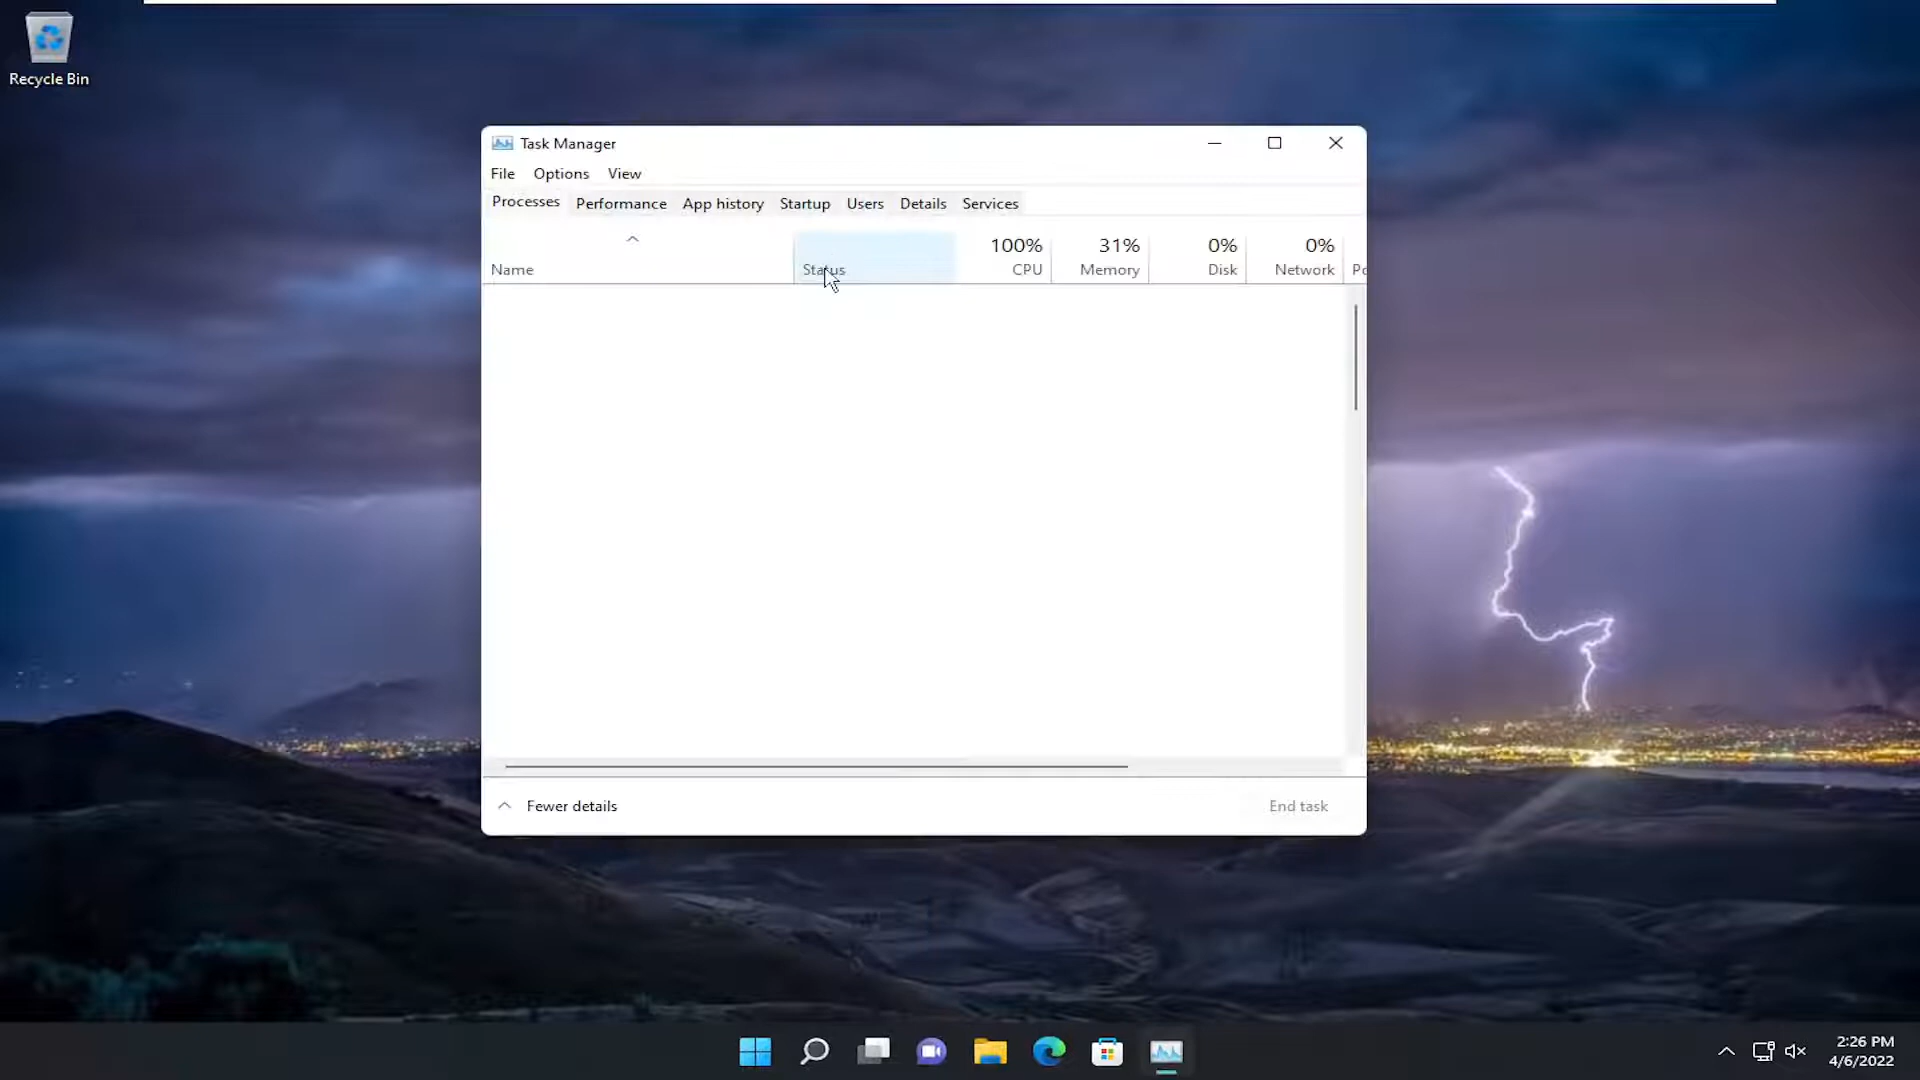 Recycle Bin
Task Manager
File Options View
Processes Performance App history Startup Users Details Services
100% 31% 0% 0%
Name Status CPU Memory Disk Network Po
Fewer details End task
2:26 PM
4/6/2022